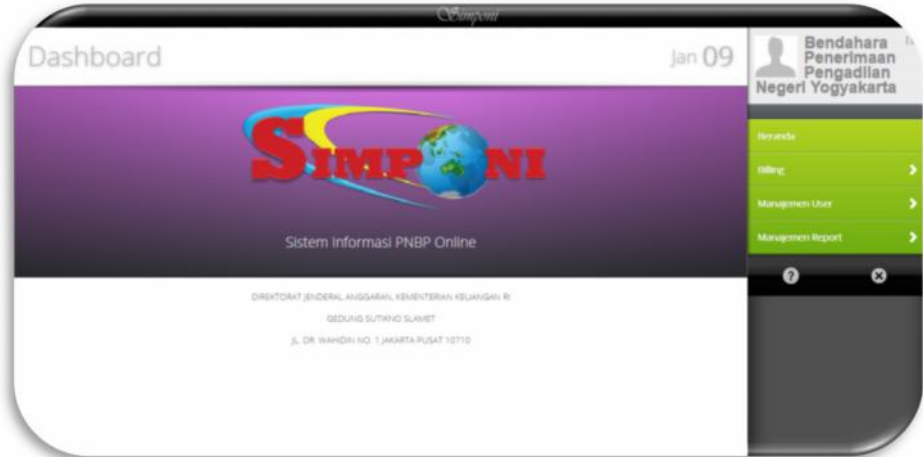 Simponi
Dashboard
Jan 09
SIMPONI
Sistem Informasi PNBP Online
DIREKTORAT JENDERAL ANGGARAN, KEMENTERIAN KEUANGAN RI
GEDUNG SUTIKNO SLAMET
JL. DR. WAHIDIN NO. 1 JAKARTA PUSAT 10710
Bendahara
Penerimaan
Pengadilan
Negeri Yogyakarta
Beranda
Billing
Manajemen User
Manajemen Report